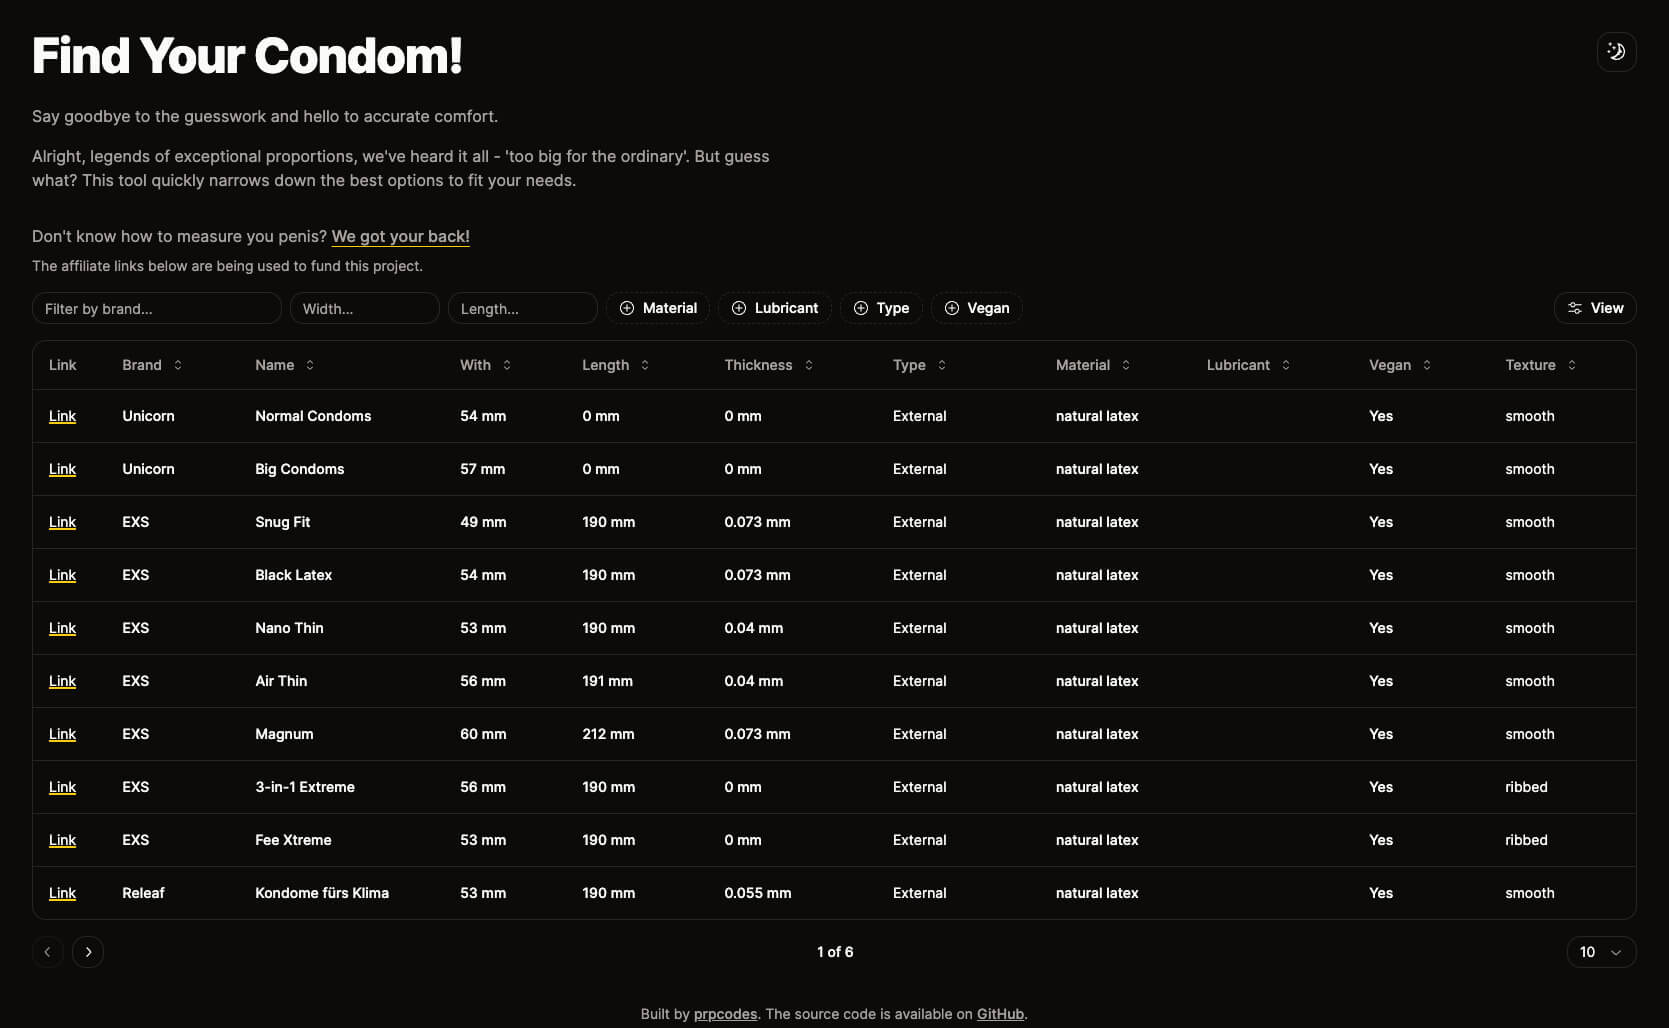 Find Your Condom!
Say goodbye to the guesswork and hello to accurate comfort.
Alright, legends of exceptional proportions, we've heard it all - 'too big for the ordinary'. But guess
what? This tool quickly narrows down the best options to fit your needs.
Don't know how to measure you penis? We got your back!
The affiliate links below are being used to fund this project.
Filter by brand... Width... Length... Material Lubricant Type Vegan View
Link Brand Name With Length Thickness Type Material Lubricant Vegan Texture
Link Unicorn Normal Condoms 54 mm 0 mm 0 mm External natural latex Yes smooth
Link Unicorn Big Condoms 57 mm 0 mm 0 mm External natural latex Yes smooth
Link EXS Snug Fit 49 mm 190 mm 0.073 mm External natural latex Yes smooth
Link EXS Black Latex 54 mm 190 mm 0.073 mm External natural latex Yes smooth
Link EXS Nano Thin 53 mm 190 mm 0.04 mm External natural latex Yes smooth
Link EXS Air Thin 56 mm 191 mm 0.04 mm External natural latex Yes smooth
Link EXS Magnum 60 mm 212 mm 0.073 mm External natural latex Yes smooth
Link EXS 3-in-1 Extreme 56 mm 190 mm 0 mm External natural latex Yes ribbed
Link EXS Fee Xtreme 53 mm 190 mm 0 mm External natural latex Yes ribbed
Link Releaf Kondome fürs Klima 53 mm 190 mm 0.055 mm External natural latex Yes smooth
1 of 6 10
Built by prpcodes. The source code is available on GitHub.